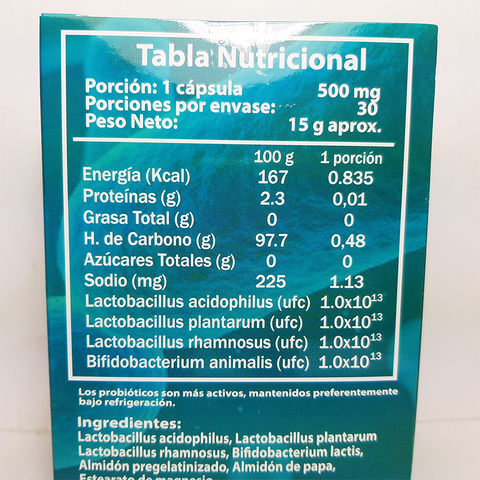 Tabla Nutricional
Porción: 1 cápsula 500 mg
Porciones por envase: 30
Peso Neto: 15 g aprox.
100 g 1 porción
Energía (Kcal) 167 0.835
Proteínas (g) 2.3 0,01
Grasa Total (g) 0 0
H. de Carbono (g) 97.7 0,48
Azúcares Totales (g) 0 0
Sodio (mg) 225 1.13
Lactobacillus acidophilus (ufc) 1.0x10¹³
Lactobacillus plantarum (ufc) 1.0x10¹³
Lactobacillus rhamnosus (ufc) 1.0x10¹³
Bifidobacterium animalis (ufc) 1.0x10¹³
Los probióticos son más activos, mantenidos preferentemente
bajo refrigeración.
Ingredientes:
Lactobacillus acidophilus, Lactobacillus plantarum
Lactobacillus rhamnosus, Bifidobacterium lactis,
Almidón pregelatinizado, Almidón de papa,
Estearato de magnesio